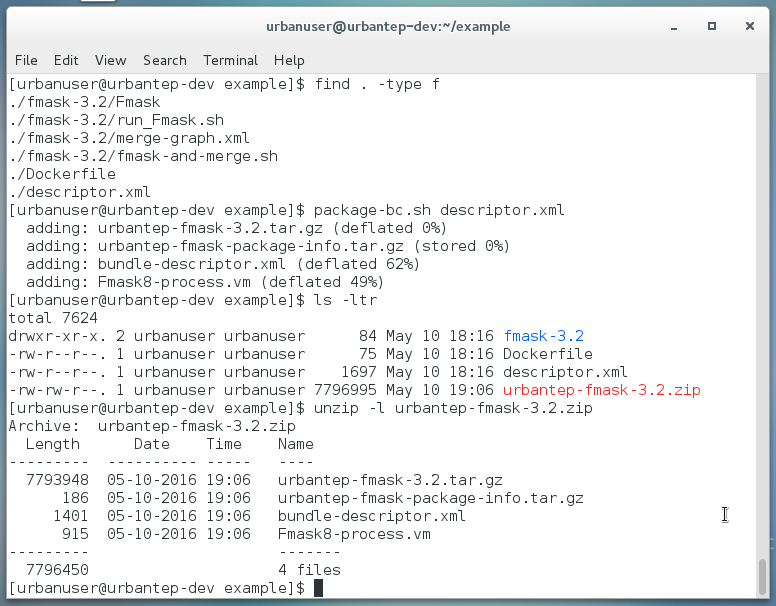 urbanuser@urbantep-dev:~/example
File Edit View Search Terminal Help
[urbanuser@urbantep-dev example]$ find . -type f
./fmask-3.2/Fmask
./fmask-3.2/run_Fmask.sh
./fmask-3.2/merge-graph.xml
./fmask-3.2/fmask-and-merge.sh
./Dockerfile
./descriptor.xml
[urbanuser@urbantep-dev example]$ package-bc.sh descriptor.xml
  adding: urbantep-fmask-3.2.tar.gz (deflated 0%)
  adding: urbantep-fmask-package-info.tar.gz (stored 0%)
  adding: bundle-descriptor.xml (deflated 62%)
  adding: Fmask8-process.vm (deflated 49%)
[urbanuser@urbantep-dev example]$ ls -ltr
total 7624
drwxr-xr-x. 2 urbanuser urbanuser      84 May 10 18:16 fmask-3.2
-rw-r--r--. 1 urbanuser urbanuser      75 May 10 18:16 Dockerfile
-rw-r--r--. 1 urbanuser urbanuser    1697 May 10 18:16 descriptor.xml
-rw-rw-r--. 1 urbanuser urbanuser 7796995 May 10 19:06 urbantep-fmask-3.2.zip
[urbanuser@urbantep-dev example]$ unzip -l urbantep-fmask-3.2.zip
Archive:  urbantep-fmask-3.2.zip
  Length      Date    Time    Name
---------  ---------- -----   ----
  7793948  05-10-2016 19:06   urbantep-fmask-3.2.tar.gz
      186  05-10-2016 19:06   urbantep-fmask-package-info.tar.gz
     1401  05-10-2016 19:06   bundle-descriptor.xml
      915  05-10-2016 19:06   Fmask8-process.vm
---------                     -------
  7796450                     4 files
[urbanuser@urbantep-dev example]$